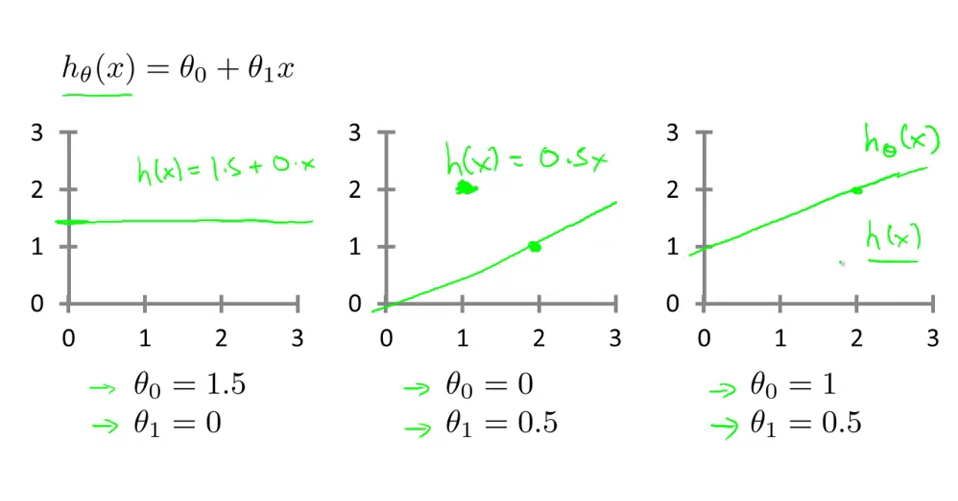 h_θ(x) = θ₀ + θ₁x
3
2
1
0
0 1 2 3
h(x) = 1.5 + 0·x
→ θ₀ = 1.5
→ θ₁ = 0
3
2
1
0
0 1 2 3
h(x) = 0.5x
→ θ₀ = 0
→ θ₁ = 0.5
3
2
1
0
0 1 2 3
h_θ(x)
h(x)
→ θ₀ = 1
→ θ₁ = 0.5